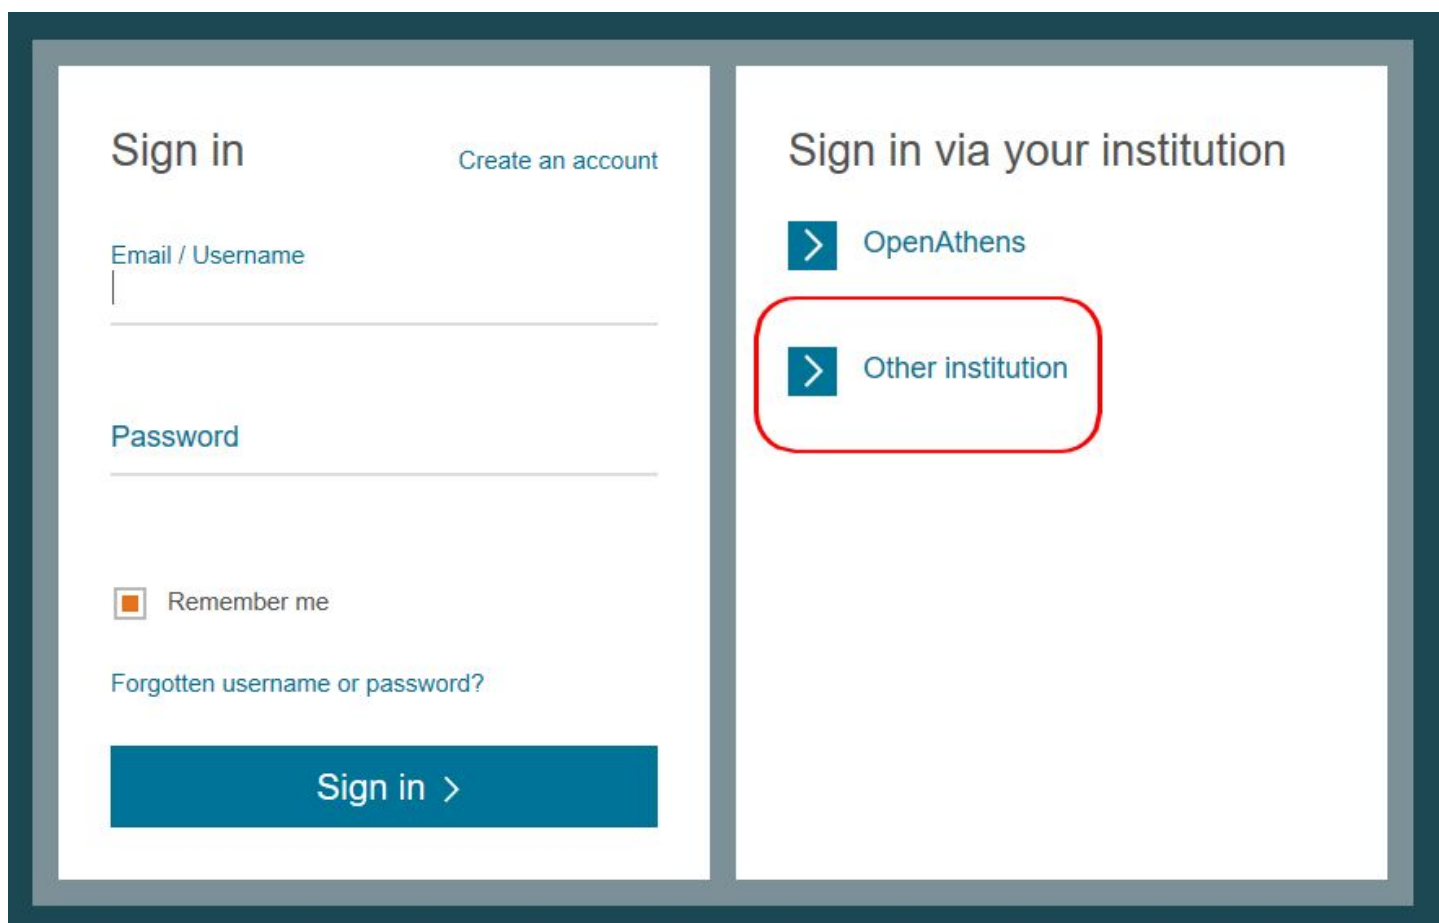 Sign in
Create an account
Email / Username
Password
Remember me
Forgotten username or password?
Sign in
Sign in via your institution
OpenAthens
Other institution